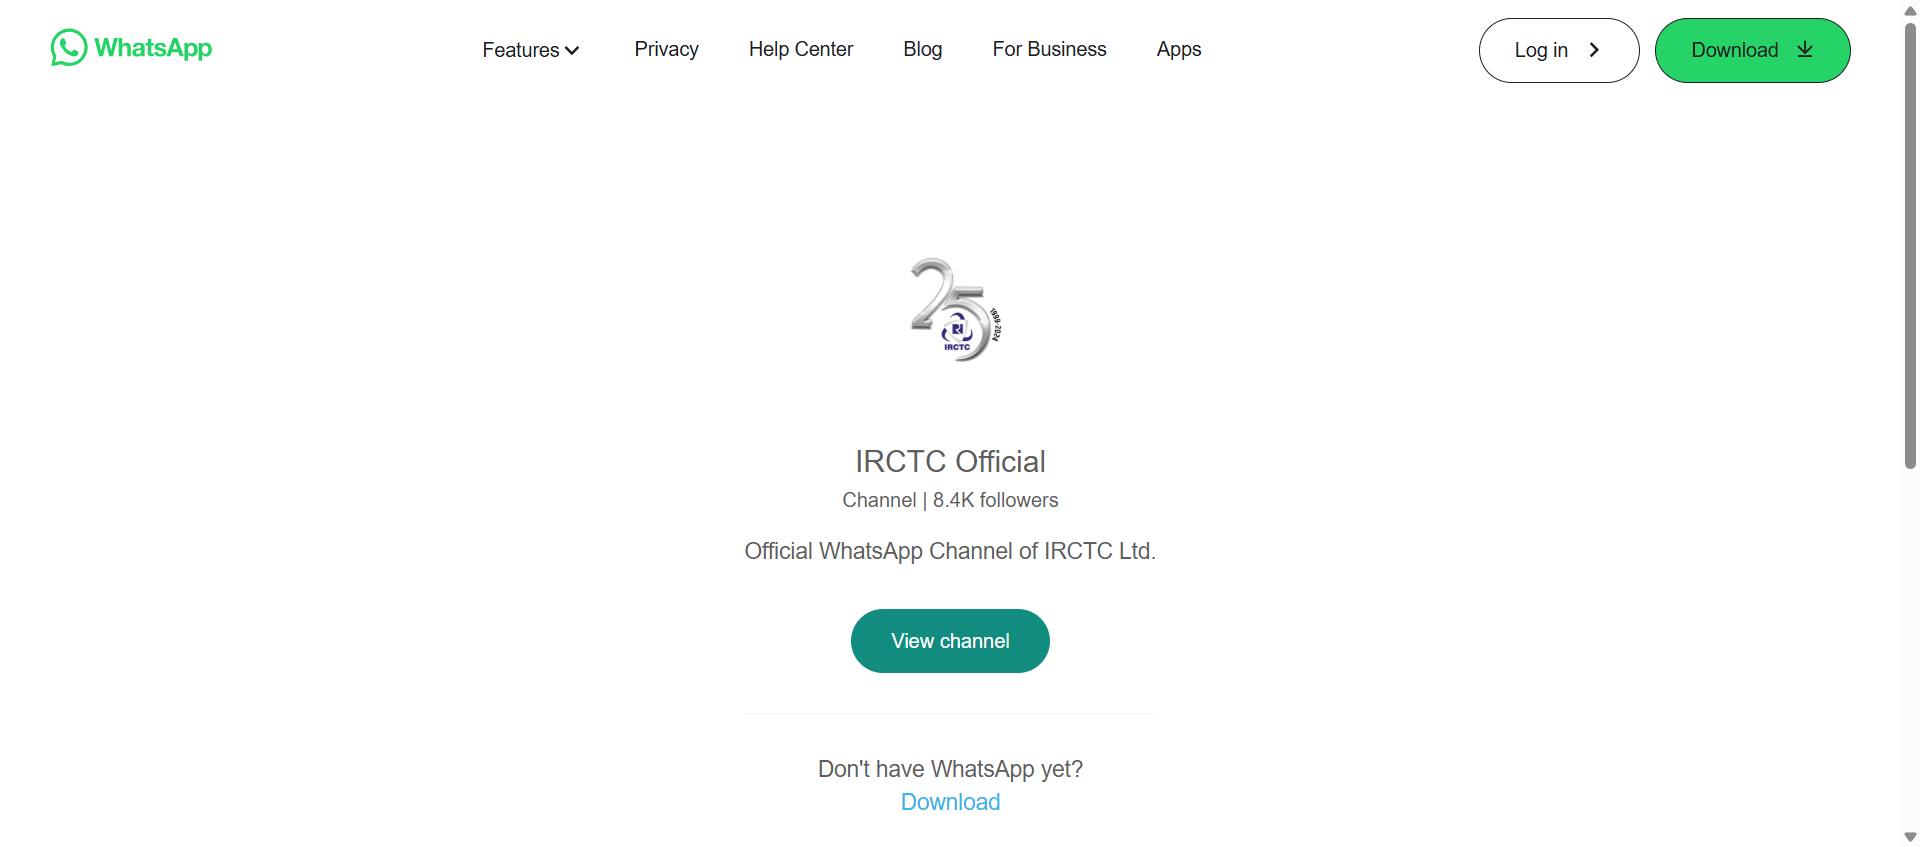 WhatsApp
Features
Privacy
Help Center
Blog
For Business
Apps
Log in
Download
25
1999-2024
IRCTC
IRCTC Official
Channel | 8.4K followers
Official WhatsApp Channel of IRCTC Ltd.
View channel
Don't have WhatsApp yet?
Download